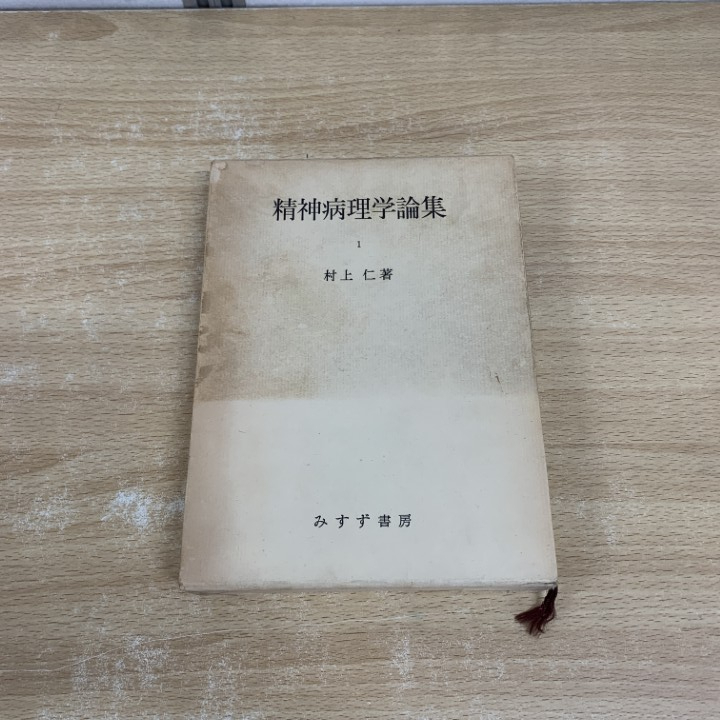 精神病理学論集
1
村上 仁著
みすず書房